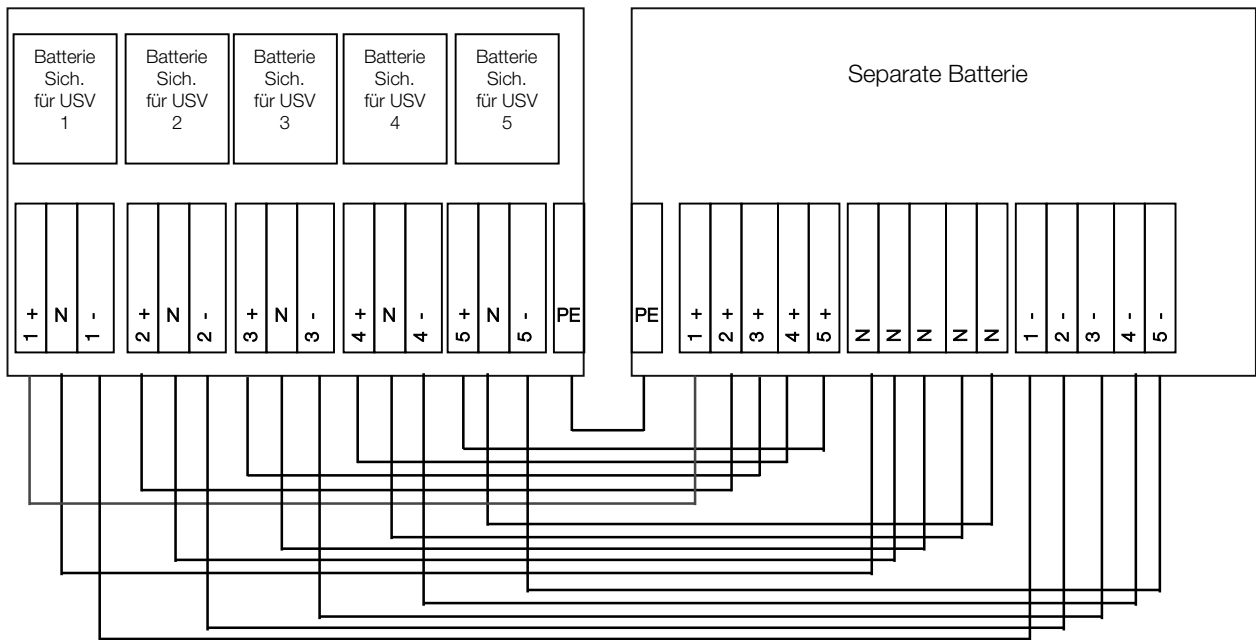 Batterie
Sich.
für USV
1
Batterie
Sich.
für USV
2
Batterie
Sich.
für USV
3
Batterie
Sich.
für USV
4
Batterie
Sich.
für USV
5
Separate Batterie
1 + N 1 -
2 + N 2 -
3 + N 3 -
4 + N 4 -
5 + N 5 -
PE
PE
1 + 2 + 3 + 4 + 5 +
N N N N N
1 - 2 - 3 - 4 - 5 -